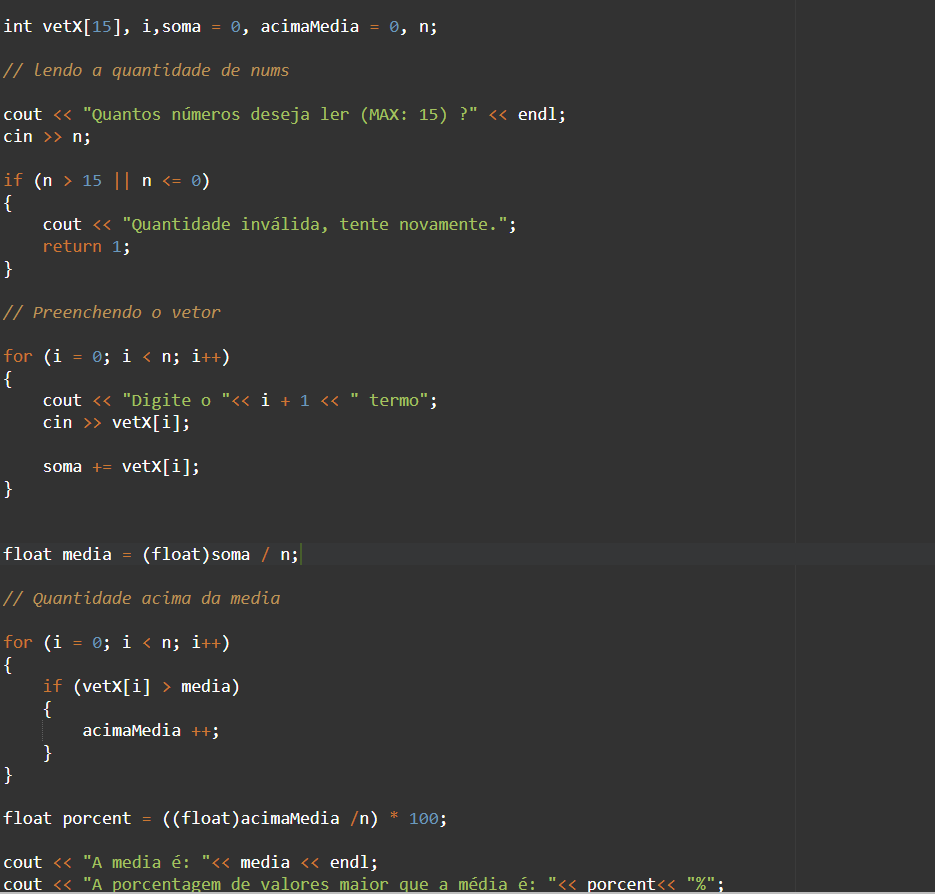 int vetX[15], i,soma = 0, acimaMedia = 0, n;
// lendo a quantidade de nums
cout << "Quantos números deseja ler (MAX: 15) ?" << endl;
cin >> n;
if (n > 15 || n <= 0)
{
    cout << "Quantidade inválida, tente novamente.";
    return 1;
}
// Preenchendo o vetor
for (i = 0; i < n; i++)
{
    cout << "Digite o "<< i + 1 << " termo";
    cin >> vetX[i];
    soma += vetX[i];
}
float media = (float)soma / n;
// Quantidade acima da media
for (i = 0; i < n; i++)
{
    if (vetX[i] > media)
    {
        acimaMedia ++;
    }
}
float porcent = ((float)acimaMedia /n) * 100;
cout << "A media é: "<< media << endl;
cout << "A porcentagem de valores maior que a média é: "<< porcent<< "%";